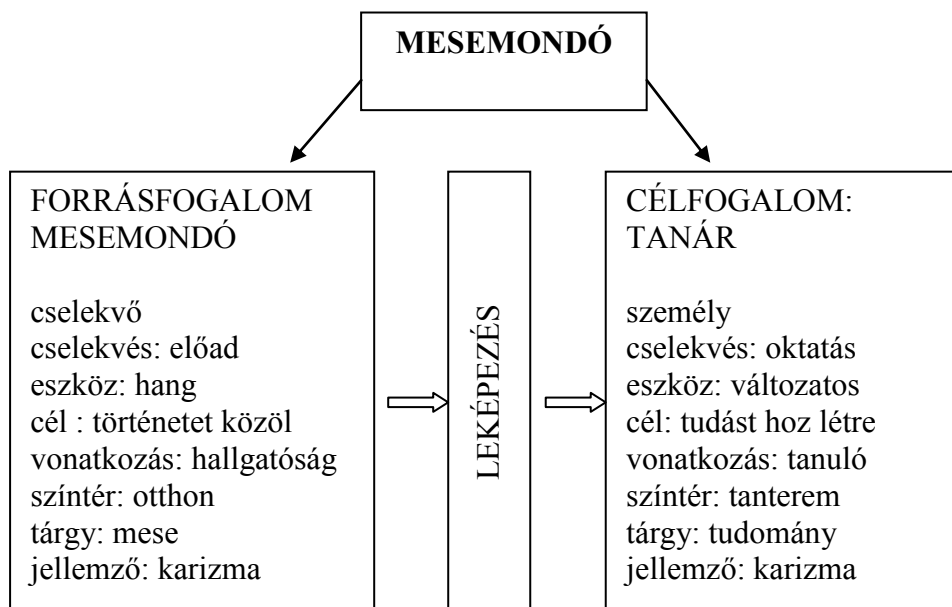 MESEMONDÓ
FORRÁSFOGALOM
MESEMONDÓ
cselekvő
cselekvés: előad
eszköz: hang
cél : történetet közöl
vonatkozás: hallgatóság
színtér: otthon
tárgy: mese
jellemző: karizma
LEKÉPEZÉS
CÉLFOGALOM:
TANÁR
személy
cselekvés: oktatás
eszköz: változatos
cél: tudást hoz létre
vonatkozás: tanuló
színtér: tanterem
tárgy: tudomány
jellemző: karizma